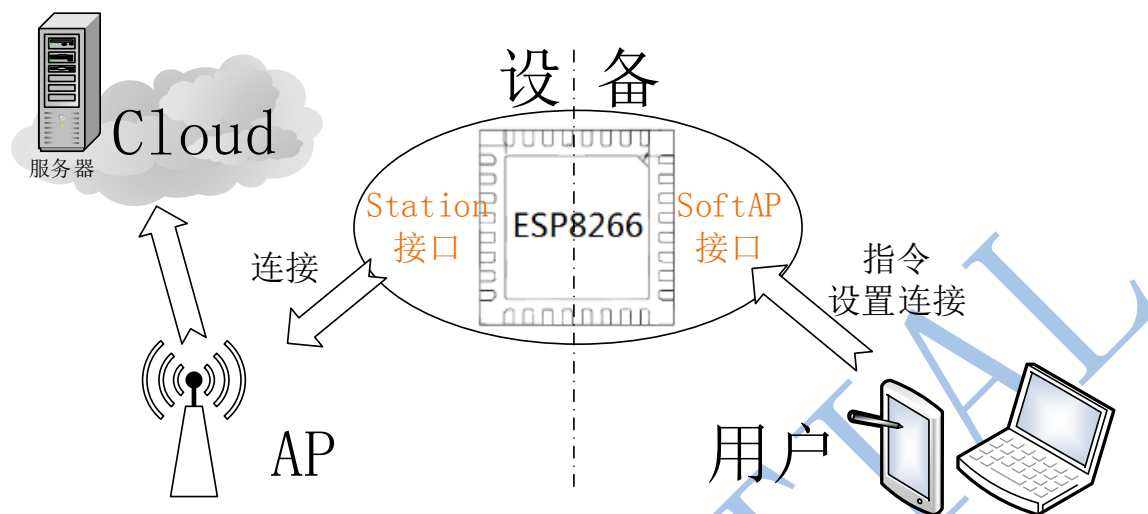 设备
Cloud
服务器
Station
接口
ESP8266
SoftAP
接口
连接
指令
设置连接
AP
用户
TIAL